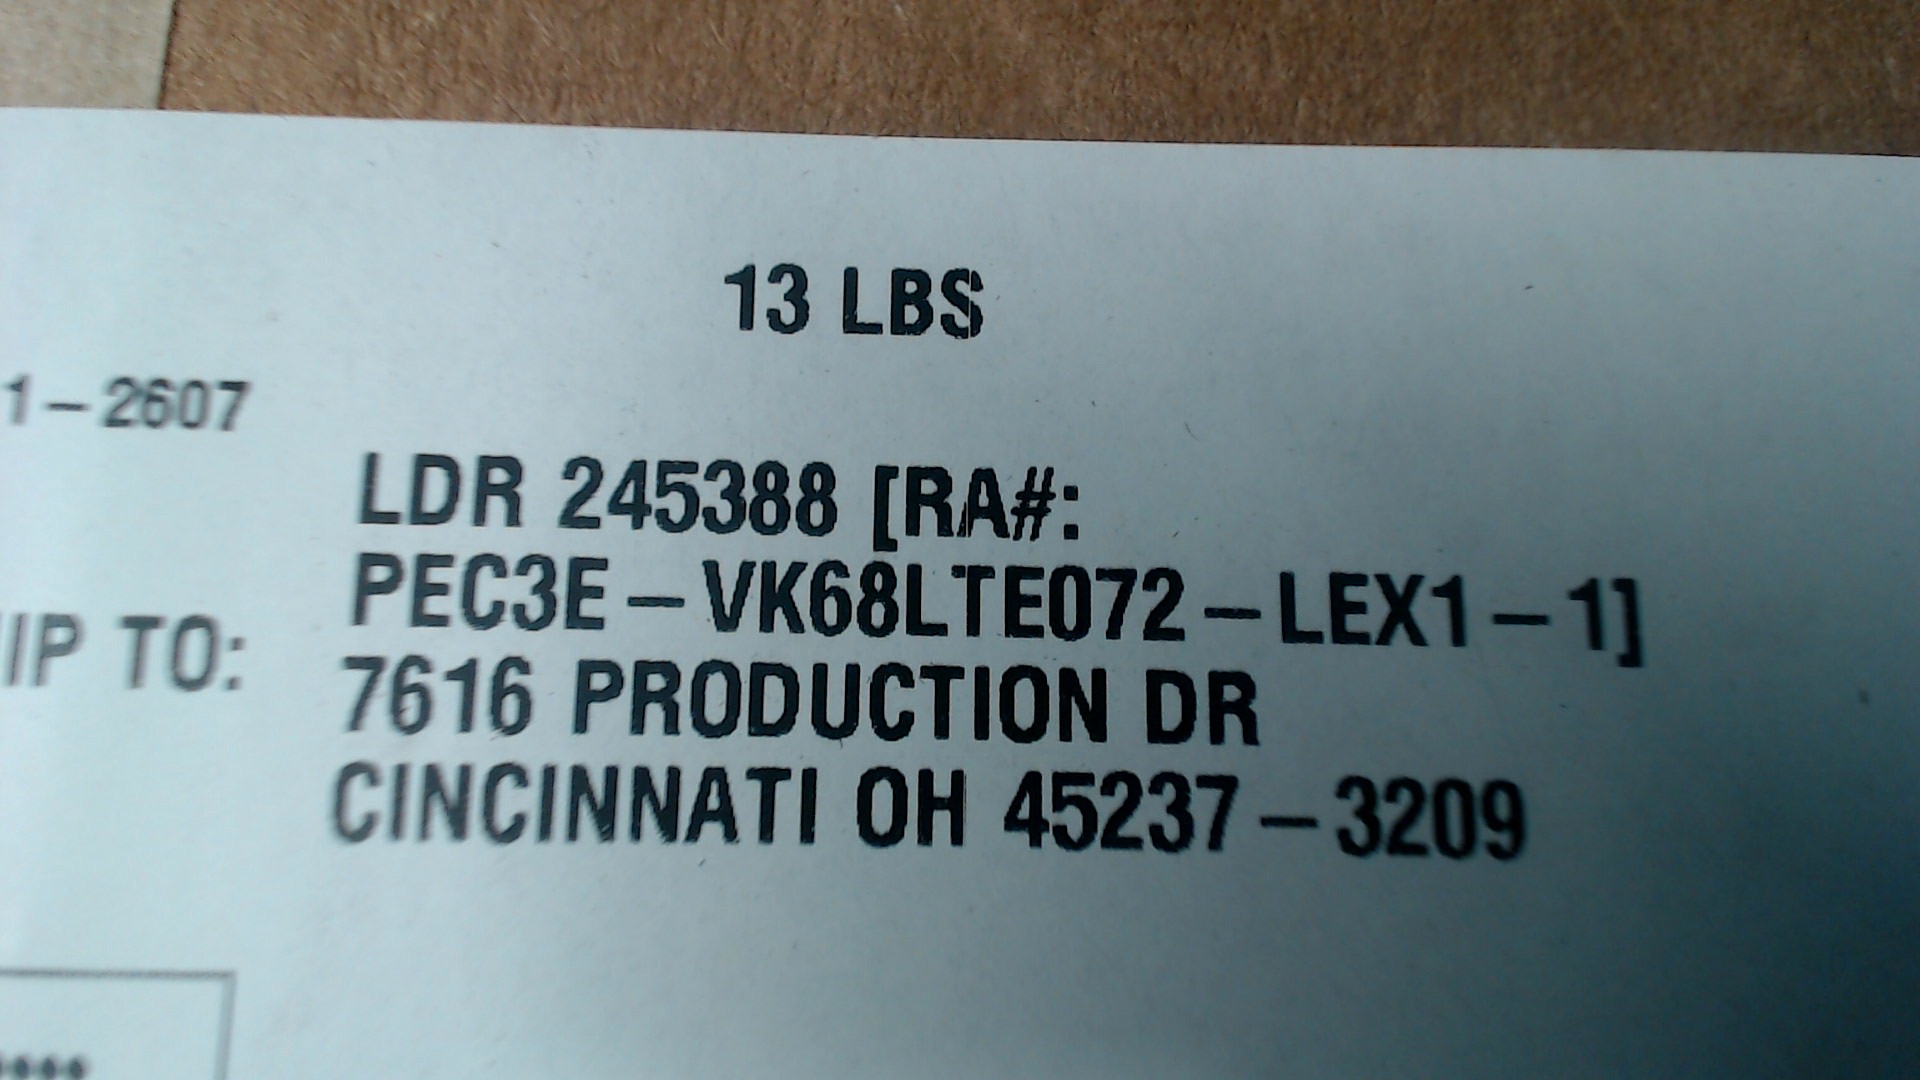 13 LBS
1-2607
LDR 245388 [RA#:
PEC3E-VK68LTE072-LEX1-1]
IP TO:
7616 PRODUCTION DR
CINCINNATI OH 45237-3209